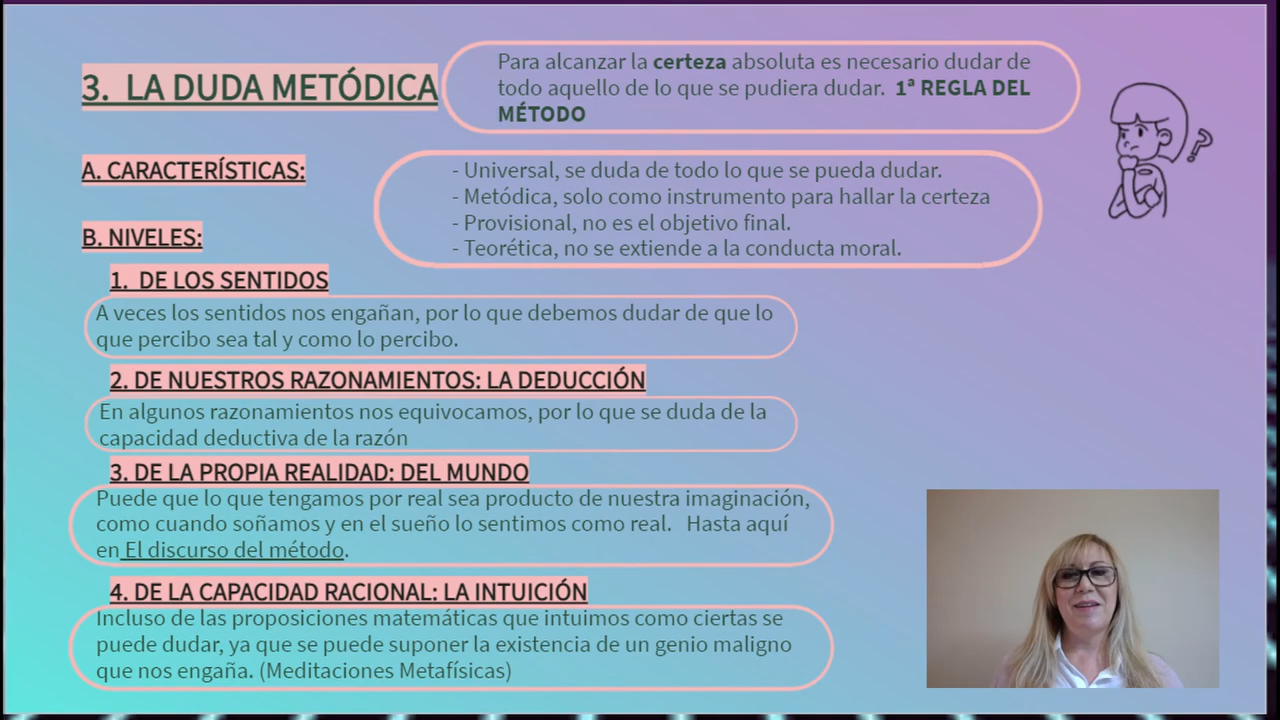 3. LA DUDA METÓDICA
Para alcanzar la certeza absoluta es necesario dudar de
todo aquello de lo que se pudiera dudar. 1ª REGLA DEL
MÉTODO
A. CARACTERÍSTICAS:
- Universal, se duda de todo lo que se pueda dudar.
- Metódica, solo como instrumento para hallar la certeza
- Provisional, no es el objetivo final.
- Teorética, no se extiende a la conducta moral.
B. NIVELES:
1. DE LOS SENTIDOS
A veces los sentidos nos engañan, por lo que debemos dudar de que lo
que percibo sea tal y como lo percibo.
2. DE NUESTROS RAZONAMIENTOS: LA DEDUCCIÓN
En algunos razonamientos nos equivocamos, por lo que se duda de la
capacidad deductiva de la razón
3. DE LA PROPIA REALIDAD: DEL MUNDO
Puede que lo que tengamos por real sea producto de nuestra imaginación,
como cuando soñamos y en el sueño lo sentimos como real. Hasta aquí
en El discurso del método.
4. DE LA CAPACIDAD RACIONAL: LA INTUICIÓN
Incluso de las proposiciones matemáticas que intuimos como ciertas se
puede dudar, ya que se puede suponer la existencia de un genio maligno
que nos engaña. (Meditaciones Metafísicas)
?